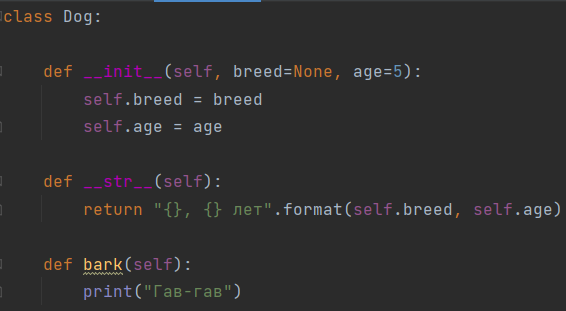 class Dog:
def __init__(self, breed=None, age=5):
self.breed = breed
self.age = age
def __str__(self):
return "{}, {} лет".format(self.breed, self.age)
def bark(self):
print("Гав-гав")